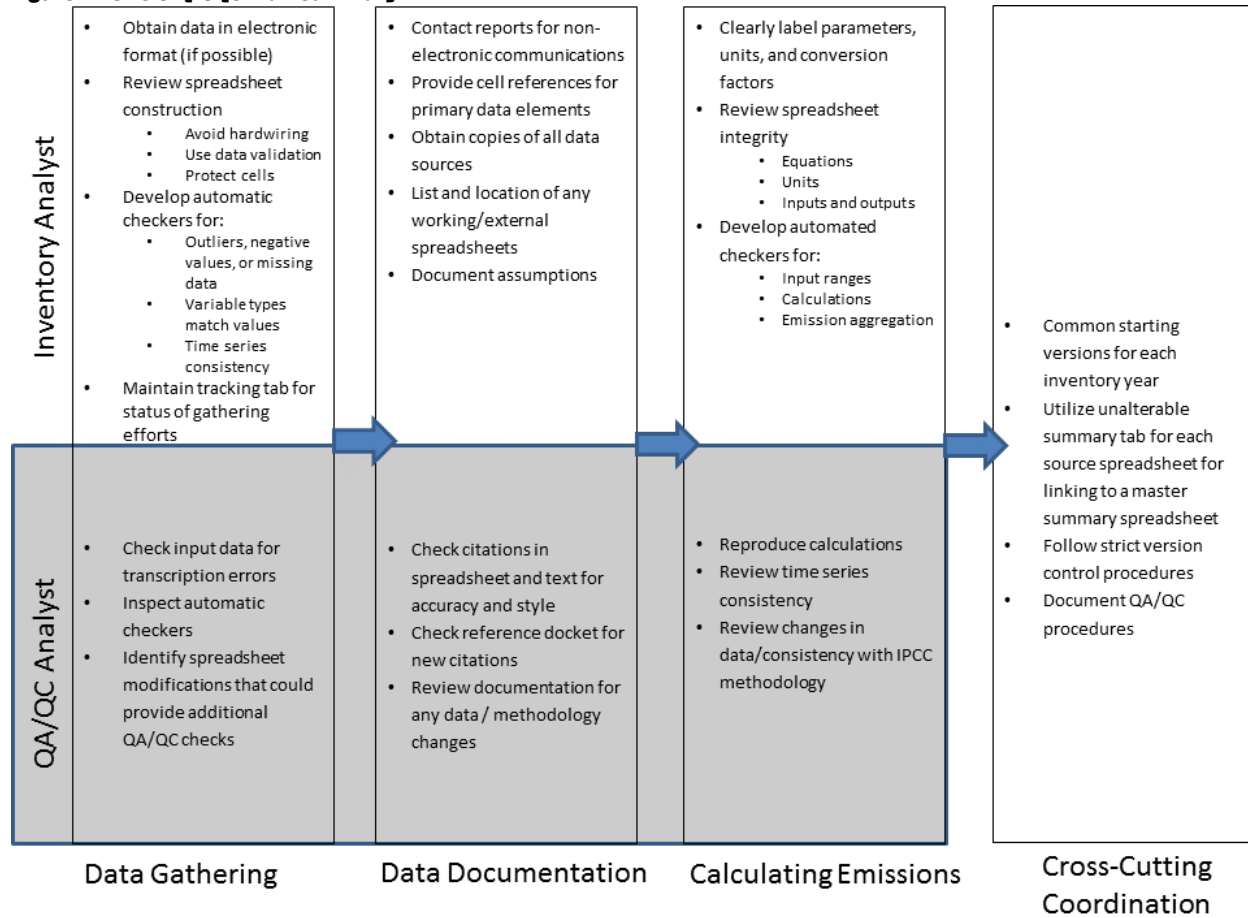 Inventory Analyst
• Obtain data in electronic
format (if possible)
• Review spreadsheet
construction
• Avoid hardwiring
• Use data validation
• Protect cells
• Develop automatic
checkers for:
• Outliers, negative
values, or missing
data
• Variable types
match values
• Time series
consistency
• Maintain tracking tab for
status of gathering
efforts
• Contact reports for non-
electronic communications
• Provide cell references for
primary data elements
• Obtain copies of all data
sources
• List and location of any
working/external
spreadsheets
• Document assumptions
• Clearly label parameters,
units, and conversion
factors
• Review spreadsheet
integrity
• Equations
• Units
• Inputs and outputs
• Develop automated
checkers for:
• Input ranges
• Calculations
• Emission aggregation
QA/QC Analyst
• Check input data for
transcription errors
• Inspect automatic
checkers
• Identify spreadsheet
modifications that could
provide additional
QA/QC checks
• Check citations in
spreadsheet and text for
accuracy and style
• Check reference docket for
new citations
• Review documentation for
any data / methodology
changes
• Reproduce calculations
• Review time series
consistency
• Review changes in
data/consistency with IPCC
methodology
• Common starting
versions for each
inventory year
• Utilize unalterable
summary tab for each
source spreadsheet for
linking to a master
summary spreadsheet
• Follow strict version
control procedures
• Document QA/QC
procedures
Data Gathering
Data Documentation
Calculating Emissions
Cross-Cutting
Coordination